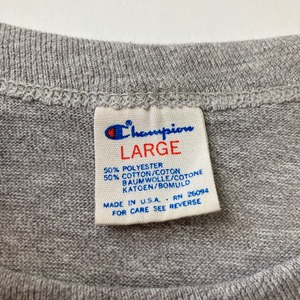 Champion
LARGE
50% POLYESTER
50% COTTON/COTON
BAUMWOLLE/COTONE
KATOEN/BOMULD
MADE IN U.S.A. · RN 26094
FOR CARE SEE REVERSE